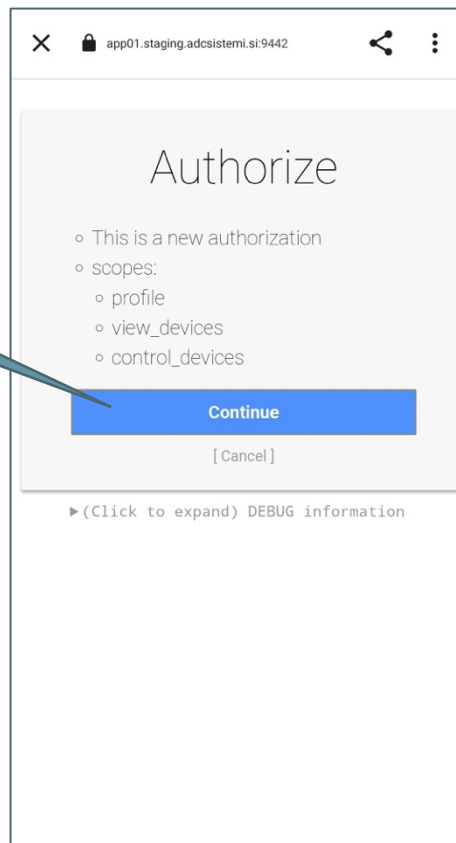 app01.staging.adcsistemi.si:9442
Authorize
This is a new authorization
scopes:
profile
view_devices
control_devices
Continue
[ Cancel ]
▶(Click to expand) DEBUG information